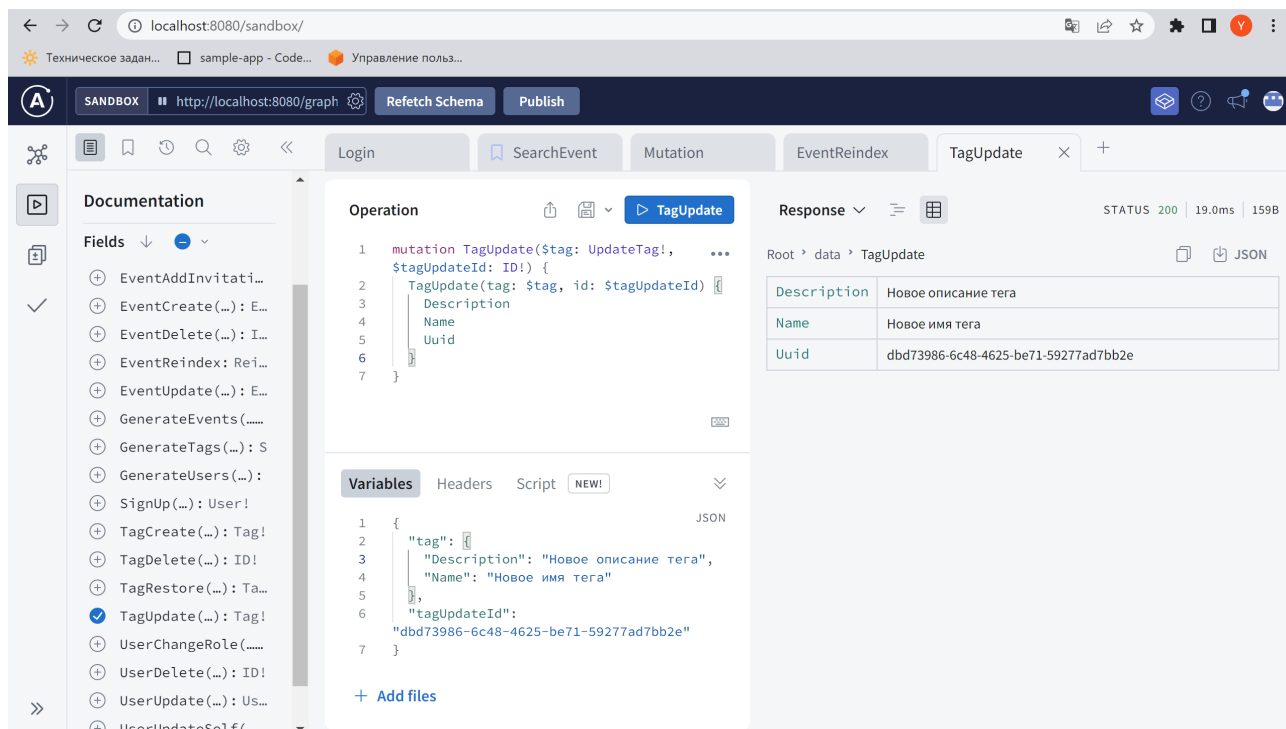 localhost:8080/sandbox/
Y
Техническое задан...
sample-app - Code...
Управление польз...
A
SANDBOX
http://localhost:8080/graph
Refetch Schema
Publish
Login
SearchEvent
Mutation
EventReindex
TagUpdate
Documentation
Fields
EventAddInvitati…
EventCreate(…): E…
EventDelete(…): I…
EventReindex: Rei…
EventUpdate(…): E…
GenerateEvents(……
GenerateTags(…): S
GenerateUsers(…):
SignUp(…): User!
TagCreate(…): Tag!
TagDelete(…): ID!
TagRestore(…): Ta…
TagUpdate(…): Tag!
UserChangeRole(……
UserDelete(…): ID!
UserUpdate(…): Us…
UserUpdateSelf(
Operation
TagUpdate
1 mutation TagUpdate($tag: UpdateTag!,
$tagUpdateId: ID!) {
2 TagUpdate(tag: $tag, id: $tagUpdateId) {
3 Description
4 Name
5 Uuid
6 }
7 }
Variables
Headers
Script
NEW!
JSON
1 {
2 "tag": {
3 "Description": "Новое описание тега",
4 "Name": "Новое имя тега"
5 },
6 "tagUpdateId":
"dbd73986-6c48-4625-be71-59277ad7bb2e"
7 }
+ Add files
Response
STATUS 200
19.0ms
159B
Root › data › TagUpdate
JSON
Description Новое описание тега
Name Новое имя тега
Uuid dbd73986-6c48-4625-be71-59277ad7bb2e